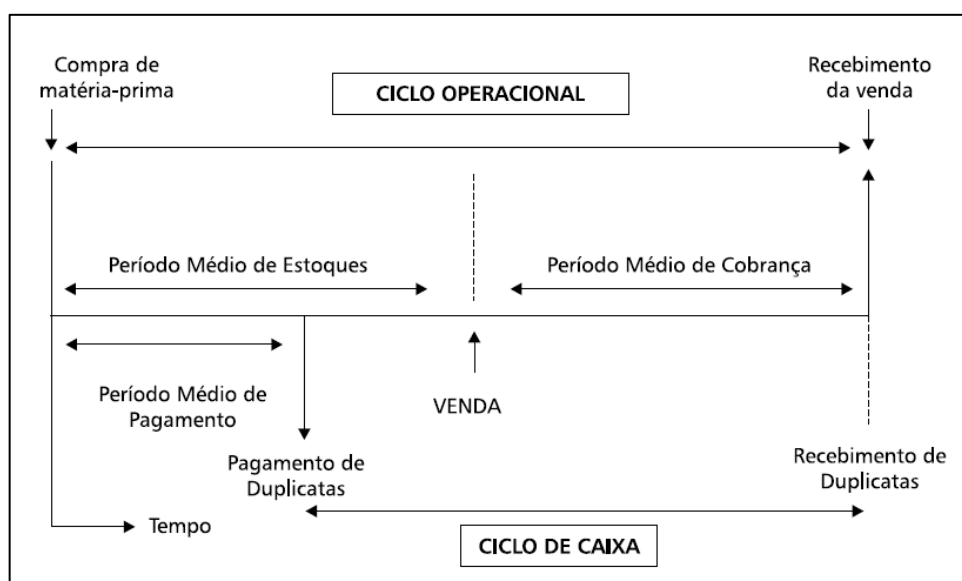 Compra de
matéria-prima
CICLO OPERACIONAL
Recebimento
da venda
Período Médio de Estoques
Período Médio de Cobrança
Período Médio de
Pagamento
VENDA
Pagamento de
Duplicatas
Recebimento de
Duplicatas
Tempo
CICLO DE CAIXA